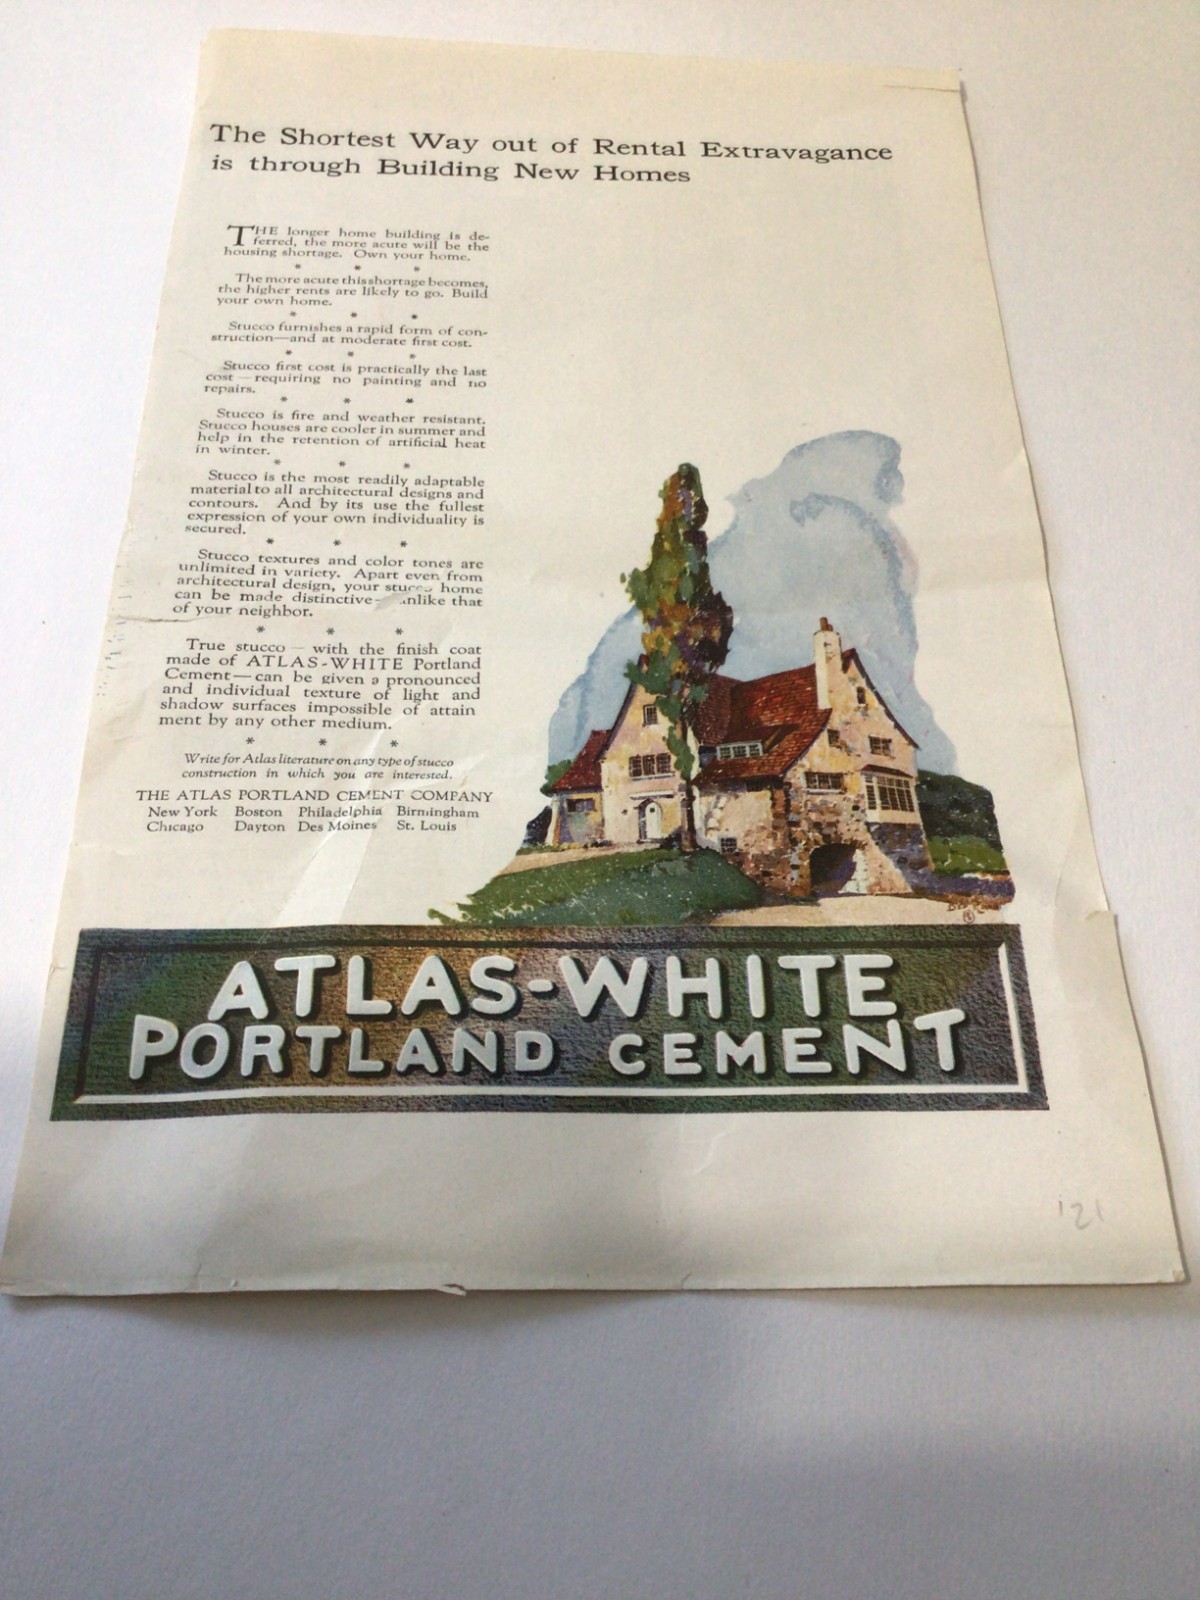 The Shortest Way out of Rental Extravagance
is through Building New Homes
THE longer home building is de-
ferred, the more acute will be the
housing shortage. Own your home.
* * *
The more acute this shortage becomes,
the higher rents are likely to go. Build
your own home.
* * *
Stucco furnishes a rapid form of con-
struction—and at moderate first cost.
* * *
Stucco first cost is practically the last
cost—requiring no painting and no
repairs.
* * *
Stucco is fire and weather resistant.
Stucco houses are cooler in summer and
help in the retention of artificial heat
in winter.
* * *
Stucco is the most readily adaptable
material to all architectural designs and
contours. And by its use the fullest
expression of your own individuality is
secured.
* * *
Stucco textures and color tones are
unlimited in variety. Apart even from
architectural design, your stucco home
can be made distinctive—unlike that
of your neighbor.
* * *
True stucco—with the finish coat
made of ATLAS-WHITE Portland
Cement—can be given a pronounced
and individual texture of light and
shadow surfaces impossible of attain
ment by any other medium.
* * *
Write for Atlas literature on any type of stucco
construction in which you are interested.
THE ATLAS PORTLAND CEMENT COMPANY
New York Boston Philadelphia Birmingham
Chicago Dayton Des Moines St. Louis
ATLAS-WHITE
PORTLAND CEMENT
'21